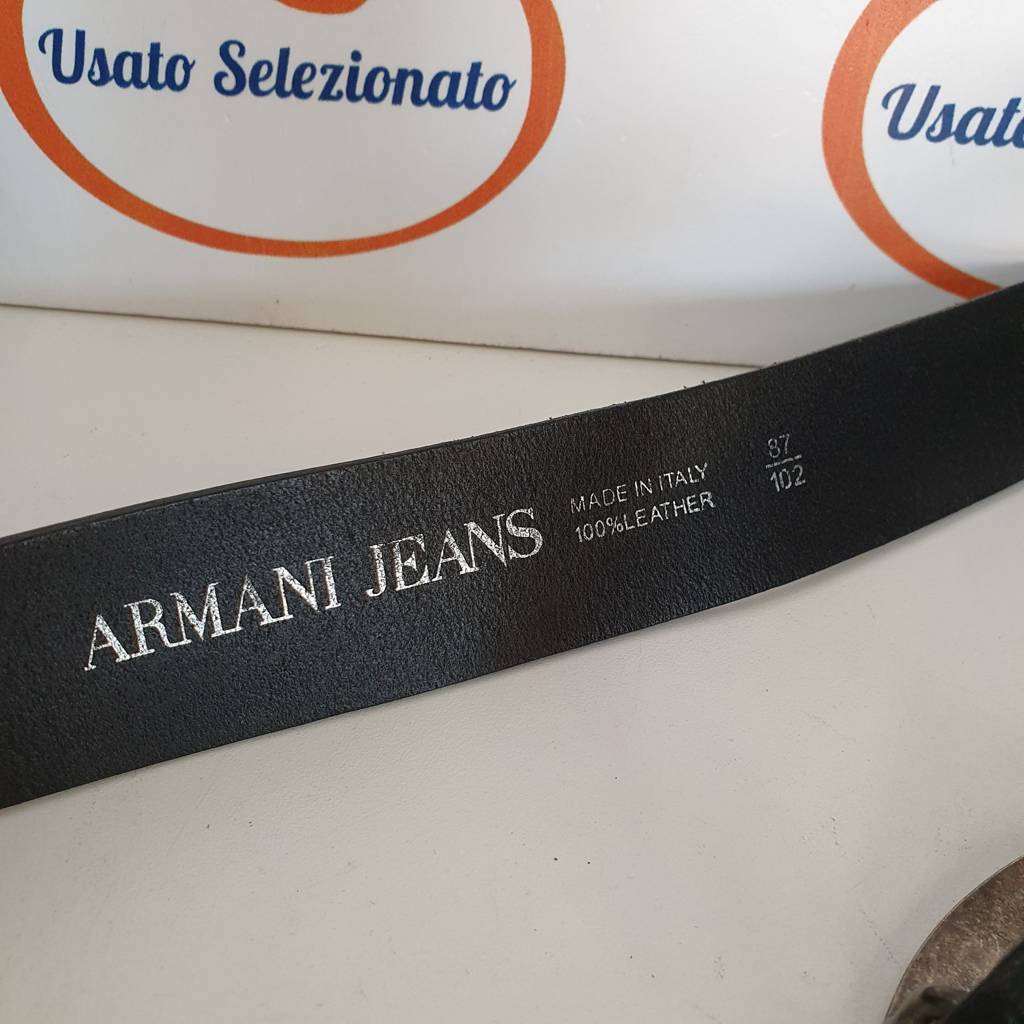 Usato Selezionato
Usato
ARMANI JEANS
MADE IN ITALY
100%LEATHER
87
102